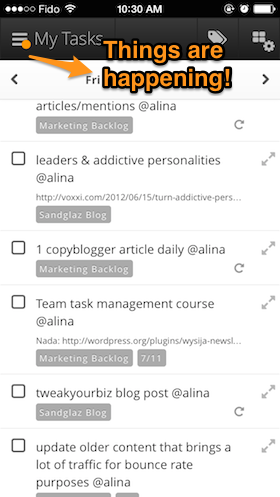 Fido
10:30 AM
My Tasks
Things are
happening!
Fri
articles/mentions @alina
Marketing Backlog
leaders & addictive personalities
@alina
http://voxxi.com/2012/06/15/turn-addictive-pers...
Sandglaz Blog
1 copyblogger article daily @alina
Marketing Backlog
Team task management course
@alina
Nada: http://wordpress.org/plugins/wysija-newsl...
Marketing Backlog 7/11
tweakyourbiz blog post @alina
Sandglaz Blog
update older content that brings
a lot of traffic for bounce rate
purposes @alina